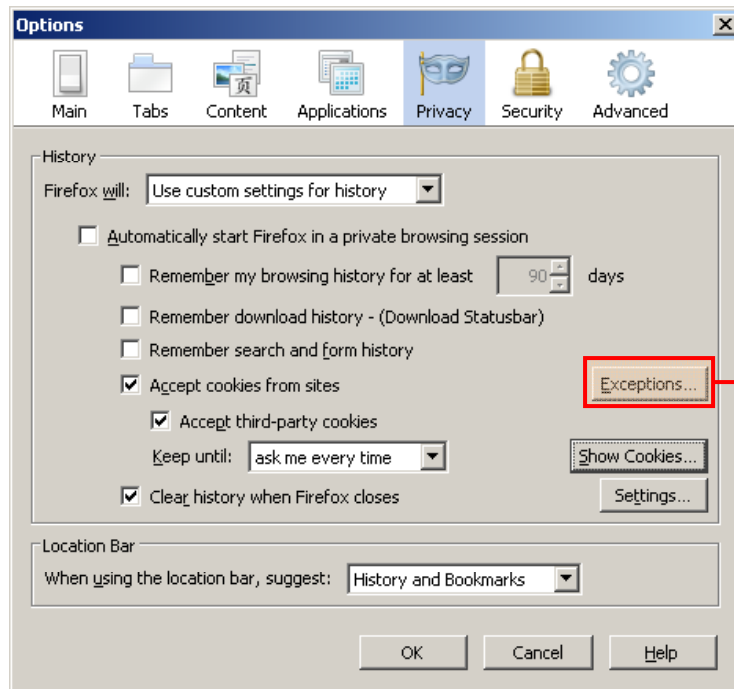 Options
页
Main Tabs Content Applications Privacy Security Advanced
History
Firefox will: Use custom settings for history
Automatically start Firefox in a private browsing session
Remember my browsing history for at least 90 days
Remember download history - (Download Statusbar)
Remember search and form history
Accept cookies from sites Exceptions...
Accept third-party cookies
Keep until: ask me every time Show Cookies...
Clear history when Firefox closes Settings...
Location Bar
When using the location bar, suggest: History and Bookmarks
OK Cancel Help